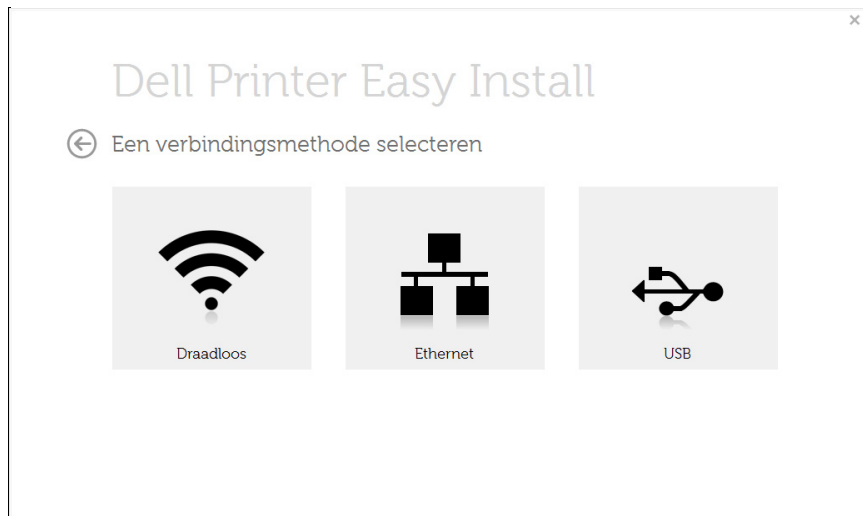 Dell Printer Easy Install
Een verbindingsmethode selecteren
Draadloos
Ethernet
USB